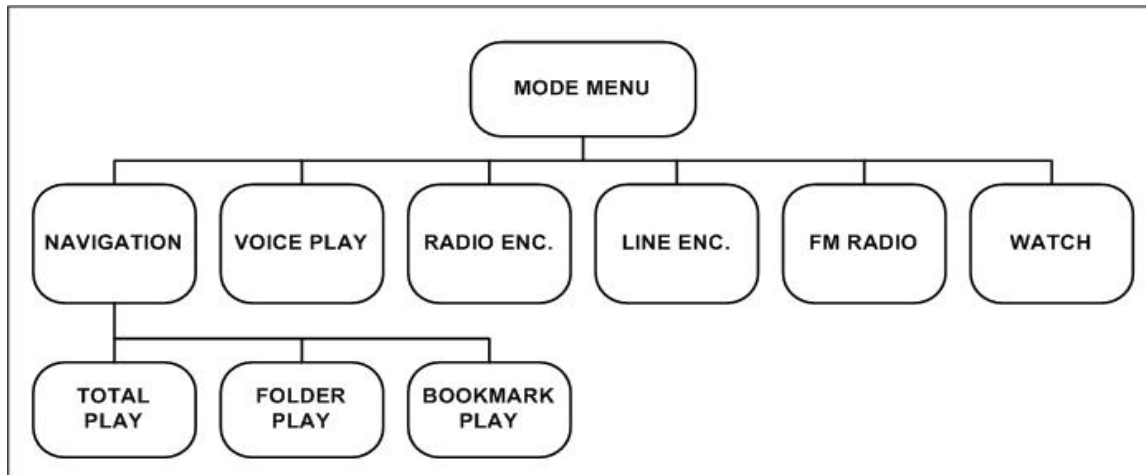 MODE MENU
NAVIGATION
VOICE PLAY
RADIO ENC.
LINE ENC.
FM RADIO
WATCH
TOTAL
PLAY
FOLDER
PLAY
BOOKMARK
PLAY